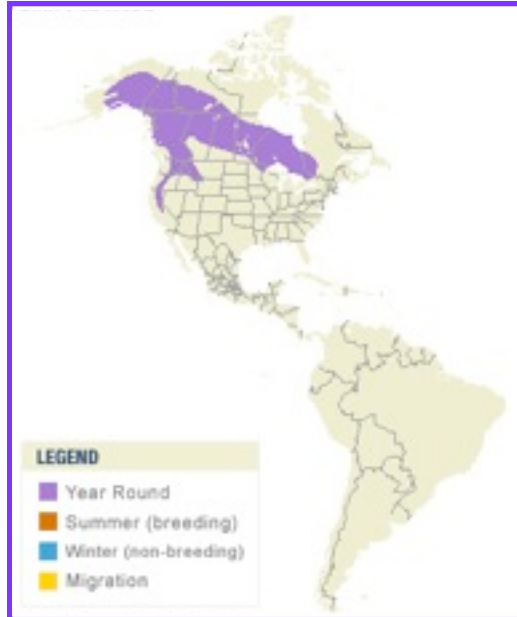 LEGEND
Year Round
Summer (breeding)
Winter (non-breeding)
Migration